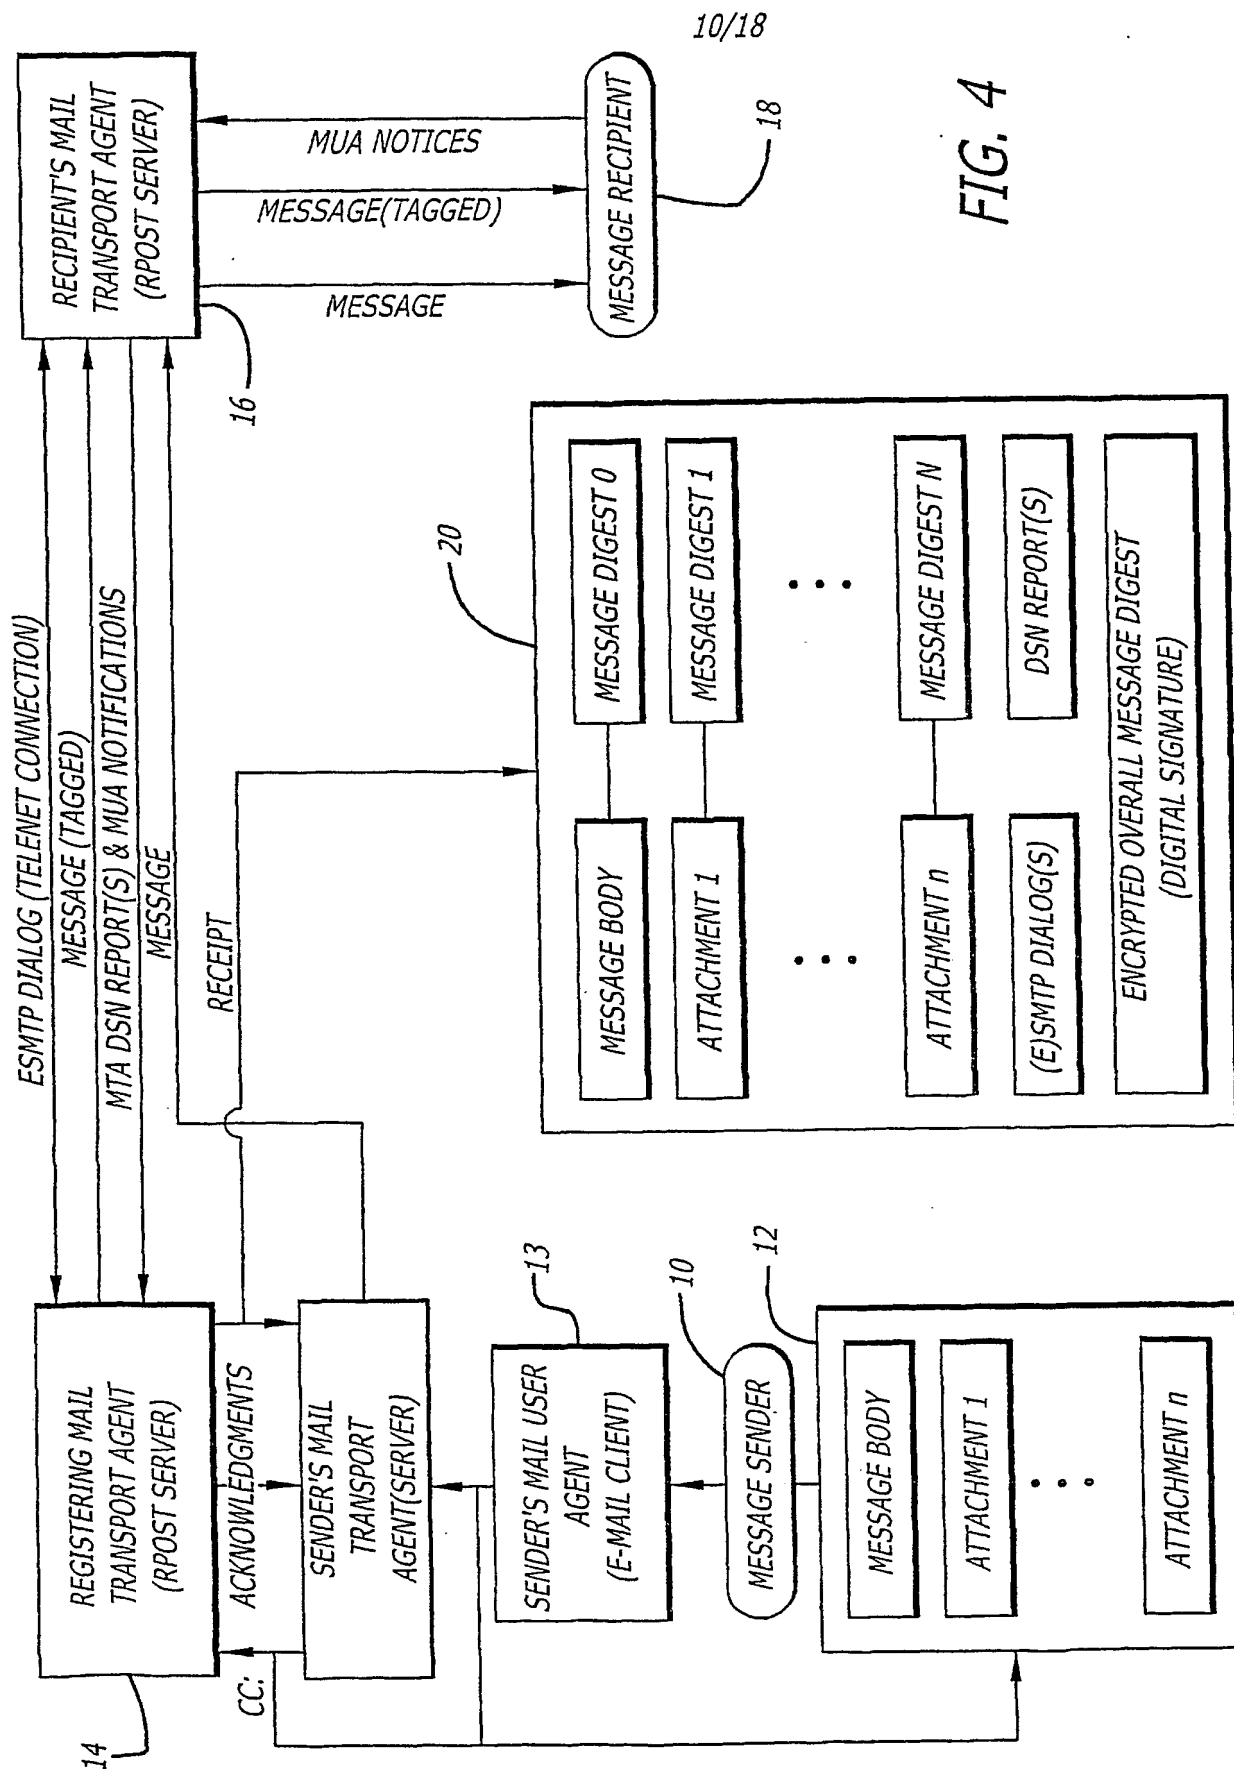 10/18
14
REGISTERING MAIL
TRANSPORT AGENT
(RPOST SERVER)
ESMTP DIALOG (TELENET CONNECTION)
MESSAGE (TAGGED)
MTA DSN REPORT(S) & MUA NOTIFICATIONS
MESSAGE
RECIPIENT'S MAIL
TRANSPORT AGENT
(RPOST SERVER)
16
CC:
ACKNOWLEDGMENTS
RECEIPT
SENDER'S MAIL
TRANSPORT
AGENT(SERVER)
MESSAGE
MESSAGE(TAGGED)
MUA NOTICES
MESSAGE RECIPIENT
18
SENDER'S MAIL USER
AGENT
(E-MAIL CLIENT)
13
MESSAGE SENDER
10
12
MESSAGE BODY
ATTACHMENT 1
ATTACHMENT n
20
MESSAGE BODY
MESSAGE DIGEST 0
ATTACHMENT 1
MESSAGE DIGEST 1
ATTACHMENT n
MESSAGE DIGEST N
(E)SMTP DIALOG(S)
DSN REPORT(S)
ENCRYPTED OVERALL MESSAGE DIGEST
(DIGITAL SIGNATURE)
FIG. 4